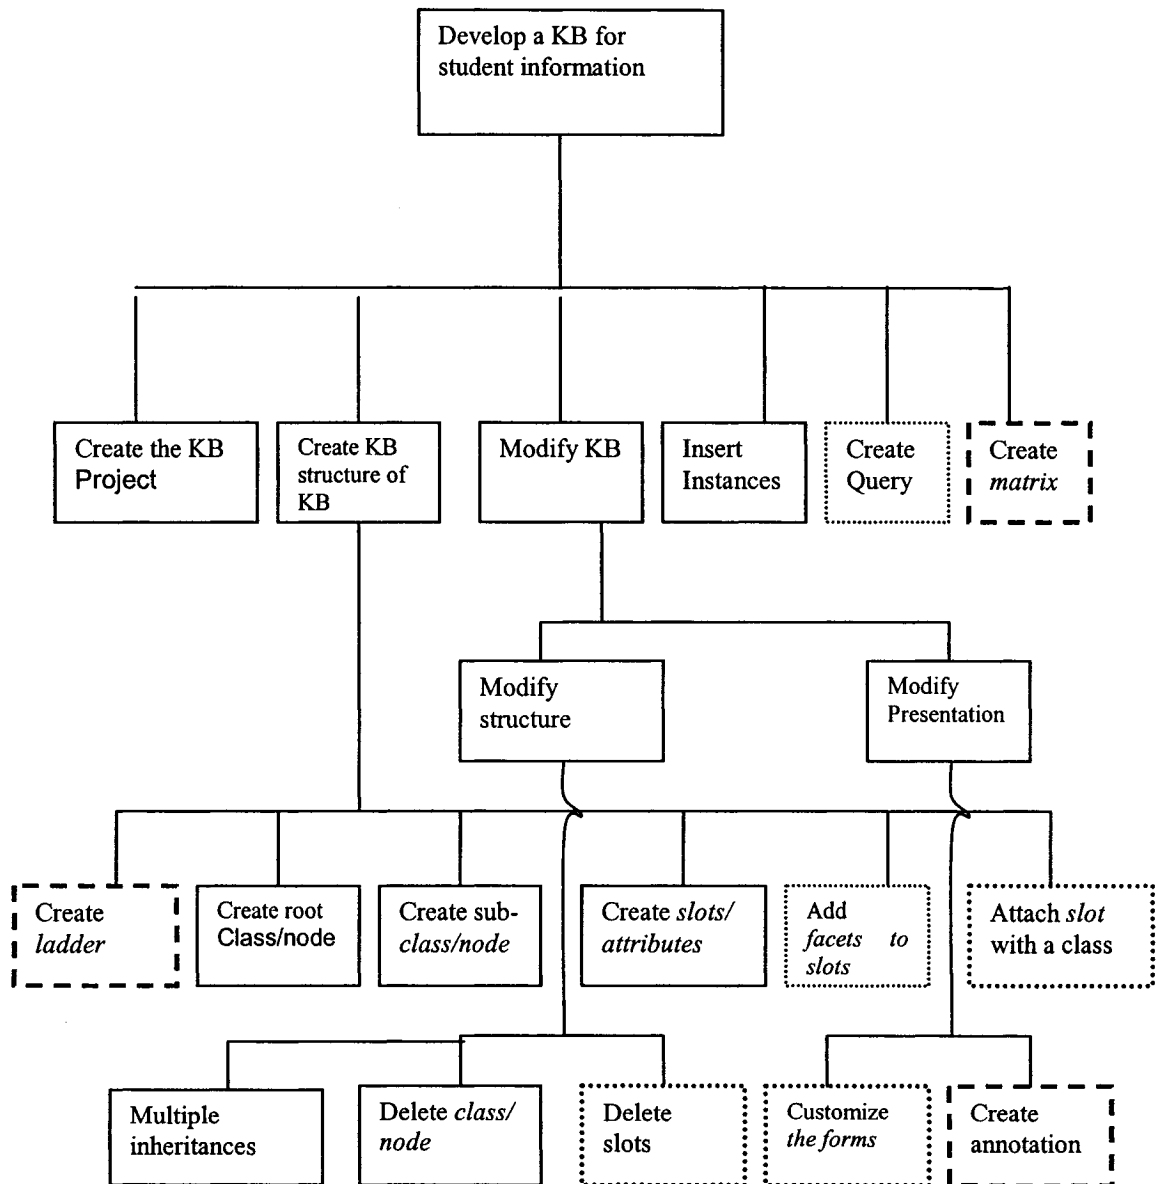 Develop a KB for
student information
Create the KB
Project
Create KB
structure of
KB
Modify KB
Insert
Instances
Create
Query
Create
matrix
Modify
structure
Modify
Presentation
Create
ladder
Create root
Class/node
Create sub-
class/node
Create slots/
attributes
Add
facets to
slots
Attach slot
with a class
Multiple
inheritances
Delete class/
node
Delete
slots
Customize
the forms
Create
annotation